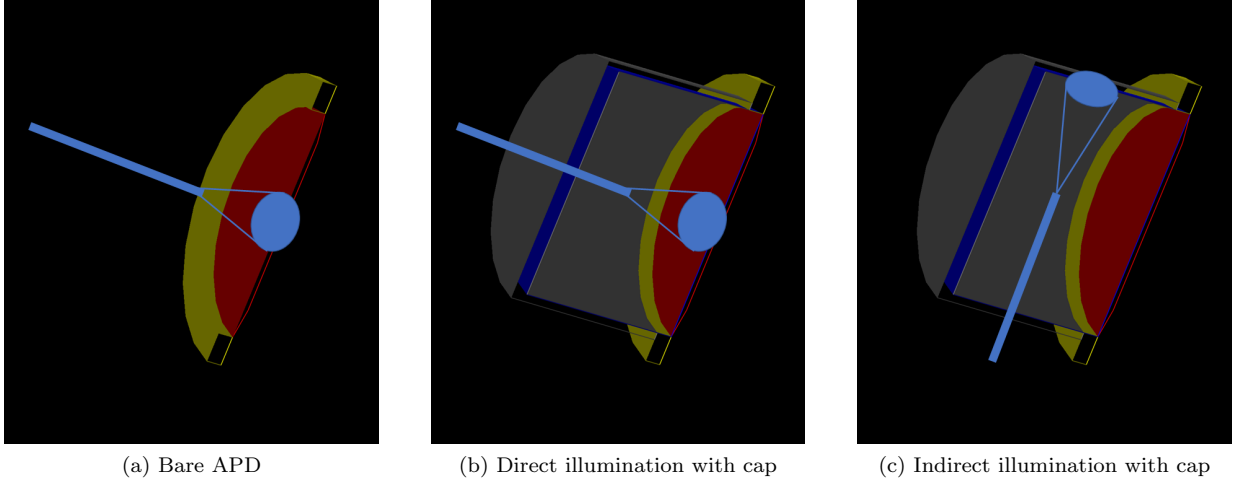 (a) Bare APD
(b) Direct illumination with cap
(c) Indirect illumination with cap